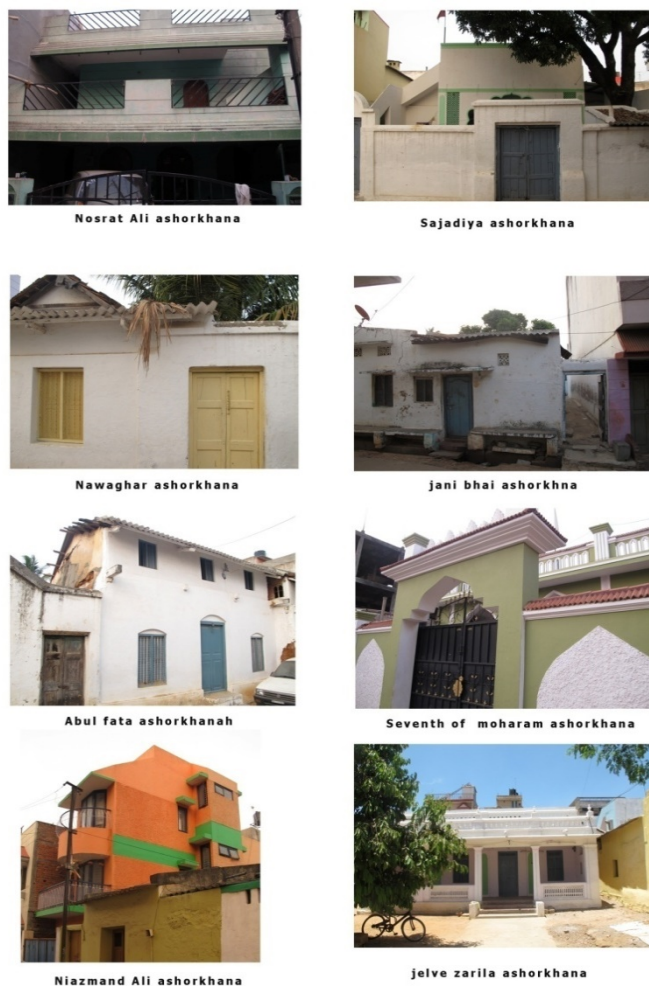 Nosrat Ali ashorkhana
Sajadiya ashorkhana
Nawaghar ashorkhana
jani bhai ashorkhna
Abul fata ashorkhanah
Seventh of moharam ashorkhana
Niazmand Ali ashorkhana
jelve zarila ashorkhana